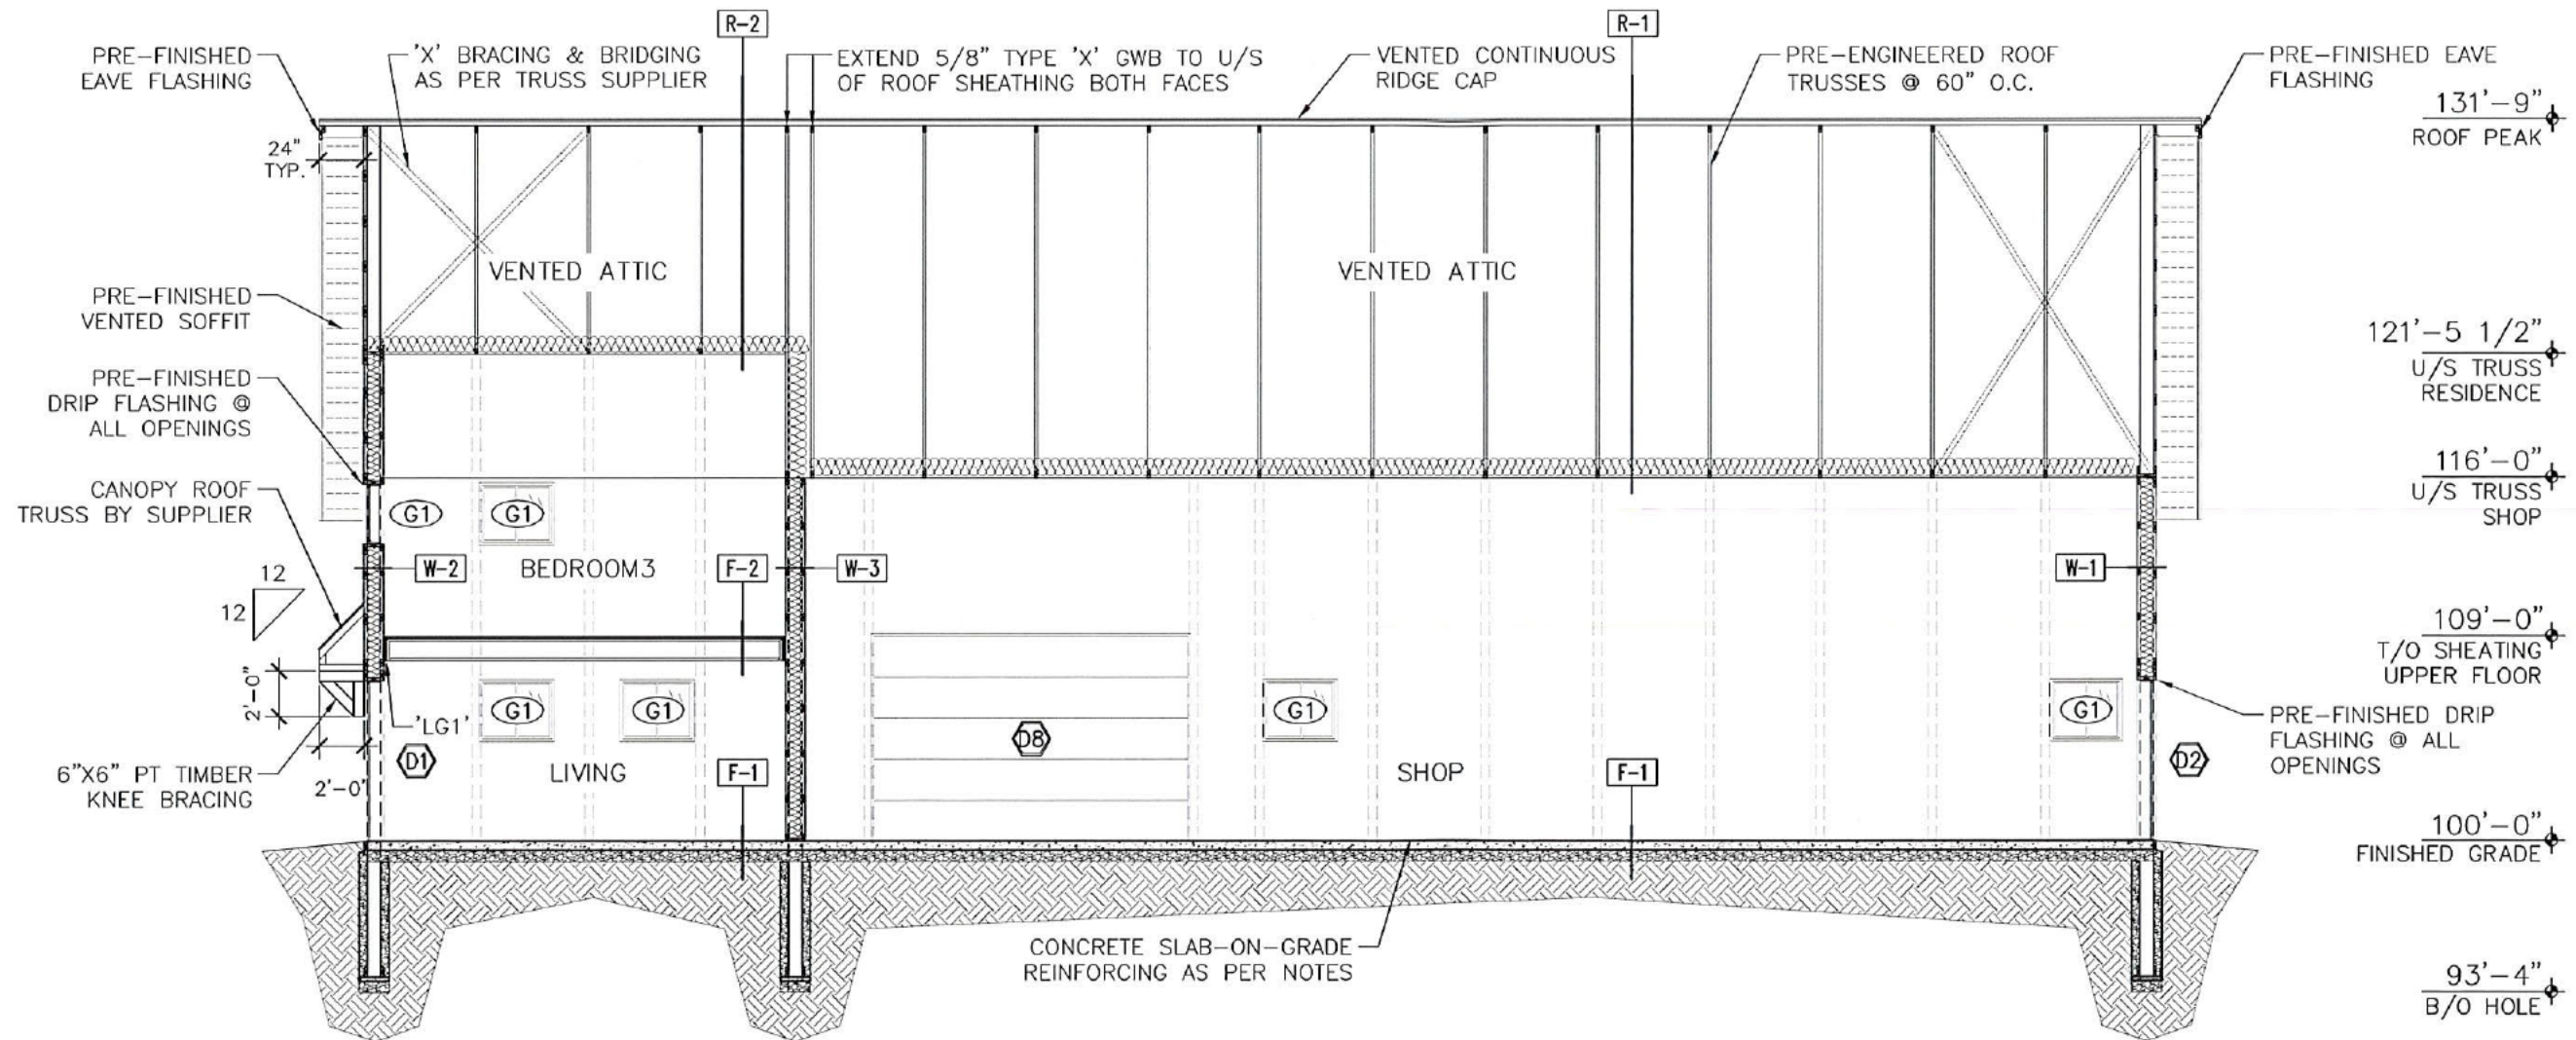 R-2
R-1
PRE-FINISHED
EAVE FLASHING
'X' BRACING & BRIDGING
AS PER TRUSS SUPPLIER
EXTEND 5/8" TYPE 'X' GWB TO U/S
OF ROOF SHEATHING BOTH FACES
VENTED CONTINUOUS
RIDGE CAP
PRE-ENGINEERED ROOF
TRUSSES @ 60" O.C.
PRE-FINISHED EAVE
FLASHING
131'-9"
ROOF PEAK
24"
TYP.
VENTED ATTIC
VENTED ATTIC
PRE-FINISHED
VENTED SOFFIT
121'-5 1/2"
U/S TRUSS
RESIDENCE
PRE-FINISHED
DRIP FLASHING @
ALL OPENINGS
116'-0"
U/S TRUSS
SHOP
CANOPY ROOF
TRUSS BY SUPPLIER
G1
G1
W-2
BEDROOM3
F-2
W-3
W-1
12
12
109'-0"
T/O SHEATING
UPPER FLOOR
2'-0"
'LG1'
G1
G1
G1
G1
D8
D1
D2
PRE-FINISHED DRIP
FLASHING @ ALL
OPENINGS
6"X6" PT TIMBER
KNEE BRACING
2'-0'
LIVING
F-1
SHOP
F-1
100'-0"
FINISHED GRADE
CONCRETE SLAB-ON-GRADE
REINFORCING AS PER NOTES
93'-4"
B/O HOLE